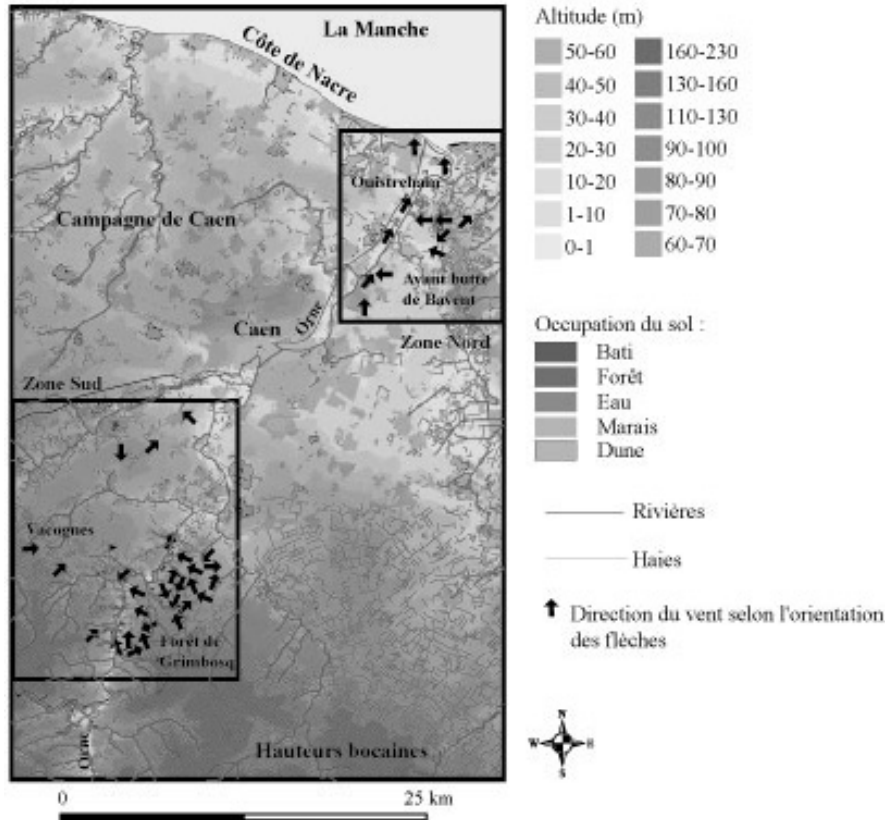 La Manche
Côte de Nacre
Ouistreham
Campagne de Caen
Avant butte
de Bavent
Caen
Orne
Zone Nord
Zone Sud
Vacognes
Forêt de
Grimbosq
Orne
Hauteurs bocaines
0 25 km
Altitude (m)
50-60 160-230
40-50 130-160
30-40 110-130
20-30 90-100
10-20 80-90
1-10 70-80
0-1 60-70
Occupation du sol :
Bati
Forêt
Eau
Marais
Dune
Rivières
Haies
Direction du vent selon l'orientation
des flèches
N
W E
S